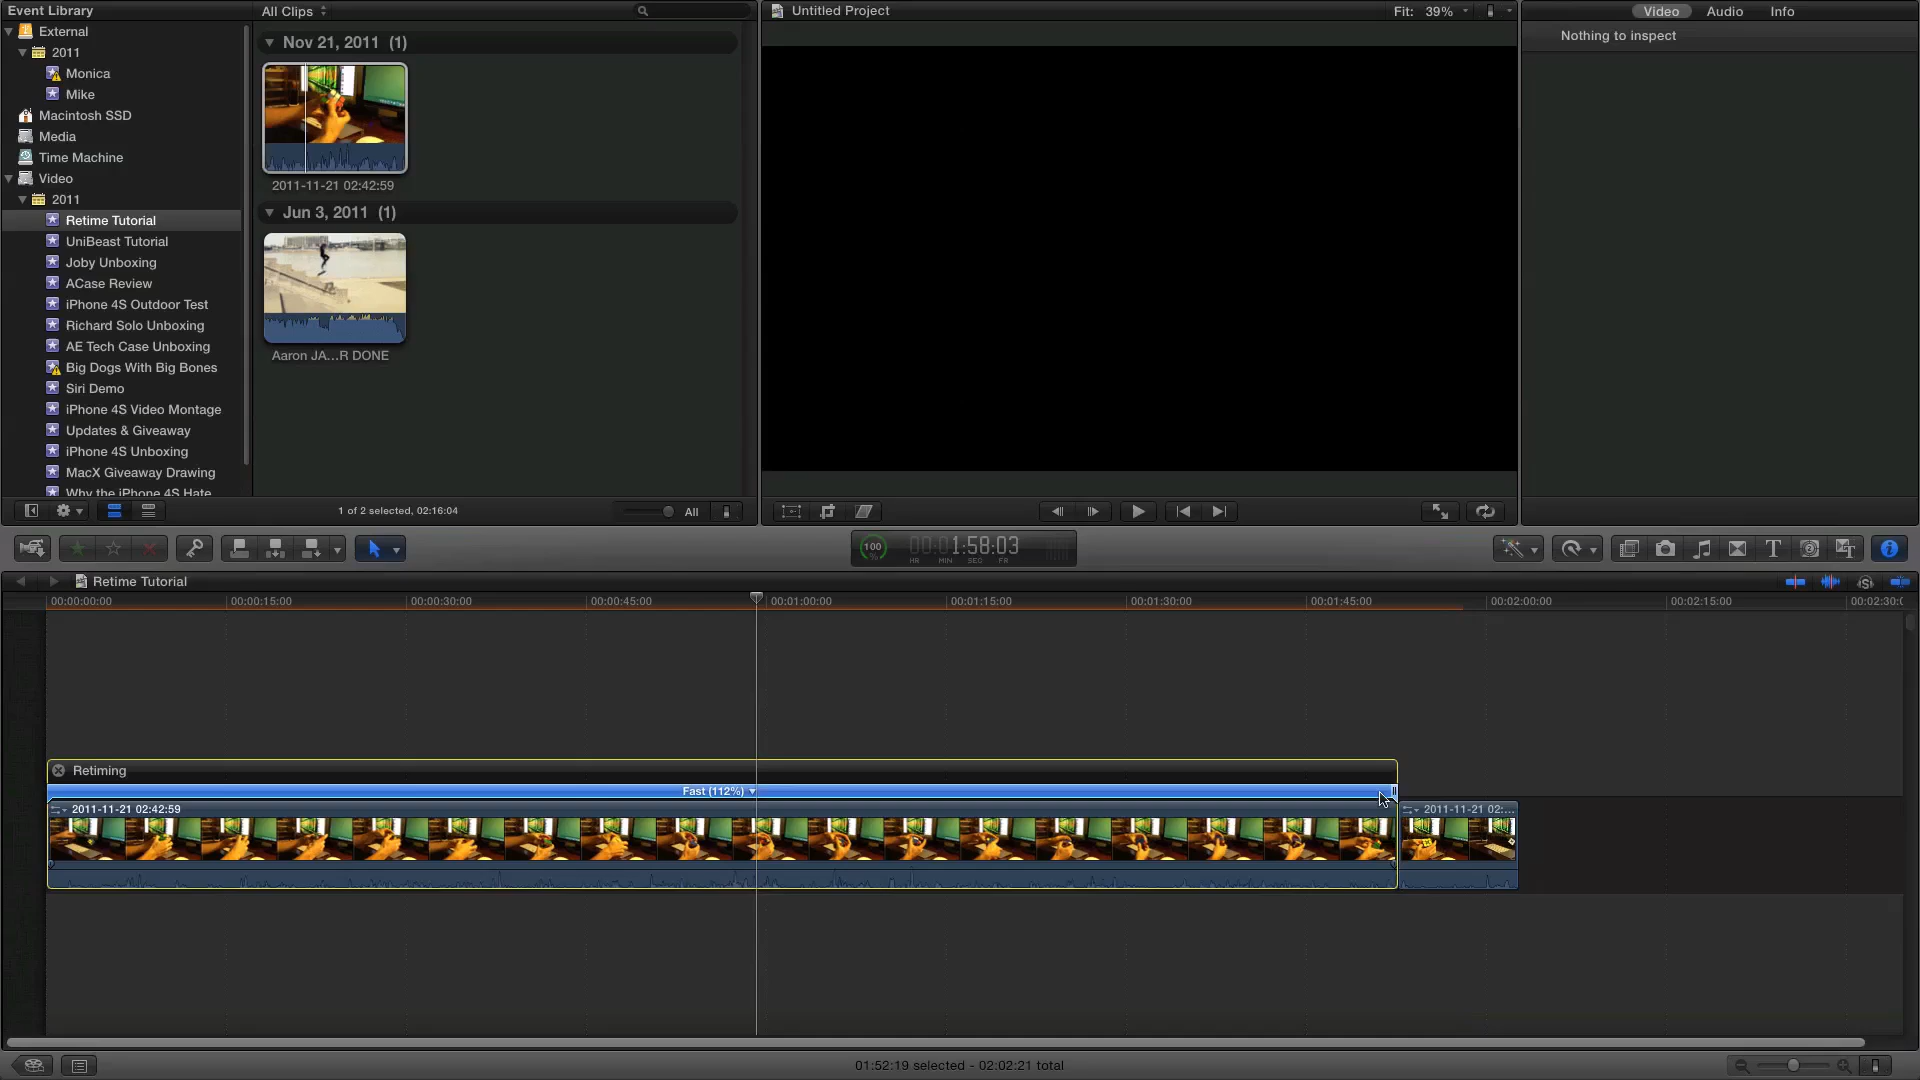 Event Library
External
2011
Monica
Mike
Macintosh SSD
Media
Time Machine
Video
2011
Retime Tutorial
UniBeast Tutorial
Joby Unboxing
ACase Review
iPhone 4S Outdoor Test
Richard Solo Unboxing
AE Tech Case Unboxing
Big Dogs With Big Bones
Siri Demo
iPhone 4S Video Montage
Updates & Giveaway
iPhone 4S Unboxing
MacX Giveaway Drawing
Why the iPhone 4S Hate
All Clips
Nov 21, 2011 (1)
2011-11-21 02:42:59
Jun 3, 2011 (1)
Aaron JA...R DONE
1 of 2 selected, 02:16:04
All
Untitled Project
Fit: 39%
Video Audio Info
Nothing to inspect
100
%
1:58:03
HR MIN SEC FR
Retime Tutorial
00:00:00:00 00:00:15:00 00:00:30:00 00:00:45:00 00:01:00:00 00:01:15:00 00:01:30:00 00:01:45:00 00:02:00:00 00:02:15:00 00:02:30:0
Retiming
Fast (112%)
2011-11-21 02:42:59
2011-11-21 02:...
01:52:19 selected - 02:02:21 total